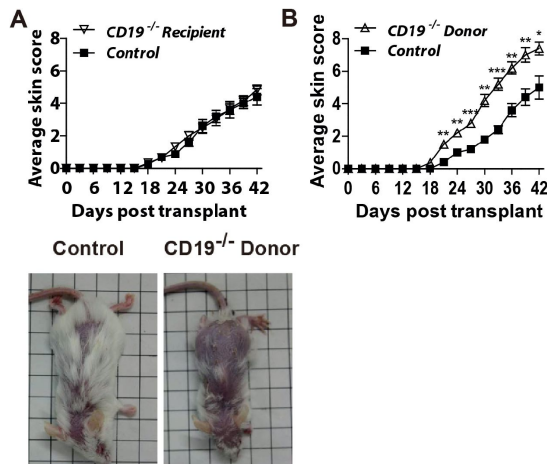 A
CD19 -/- Recipient
Control
Average skin score
8
6
4
2
0
0 6 12 15 18 24 30 36 42
Days post transplant
B
CD19 -/- Donor
Control
Average skin score
8
6
4
2
0
** ** *** ** *** ** ** *
0 6 12 15 18 24 30 36 42
Days post transplant
Control
CD19-/- Donor